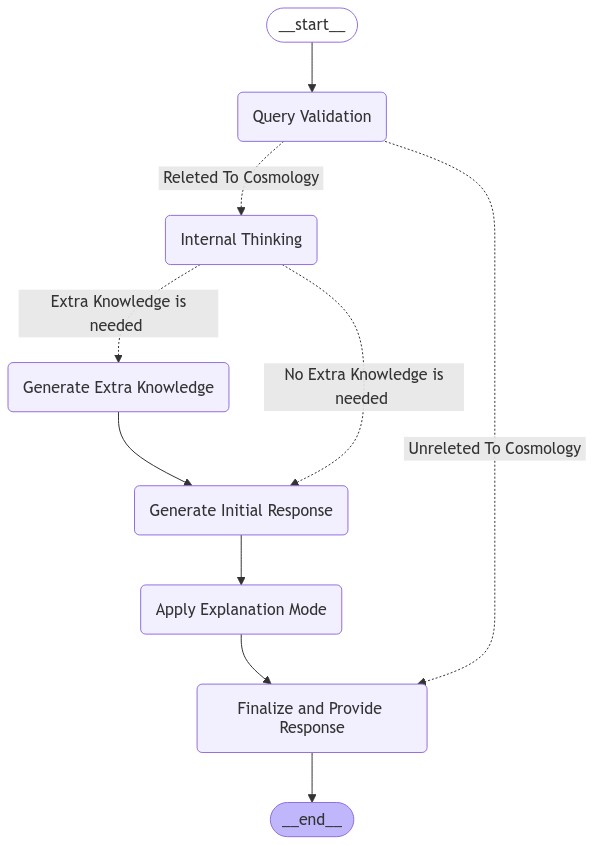 __start__
Query Validation
Releted To Cosmology
Internal Thinking
Extra Knowledge is
needed
No Extra Knowledge is
needed
Generate Extra Knowledge
Unreleted To Cosmology
Generate Initial Response
Apply Explanation Mode
Finalize and Provide
Response
__end__